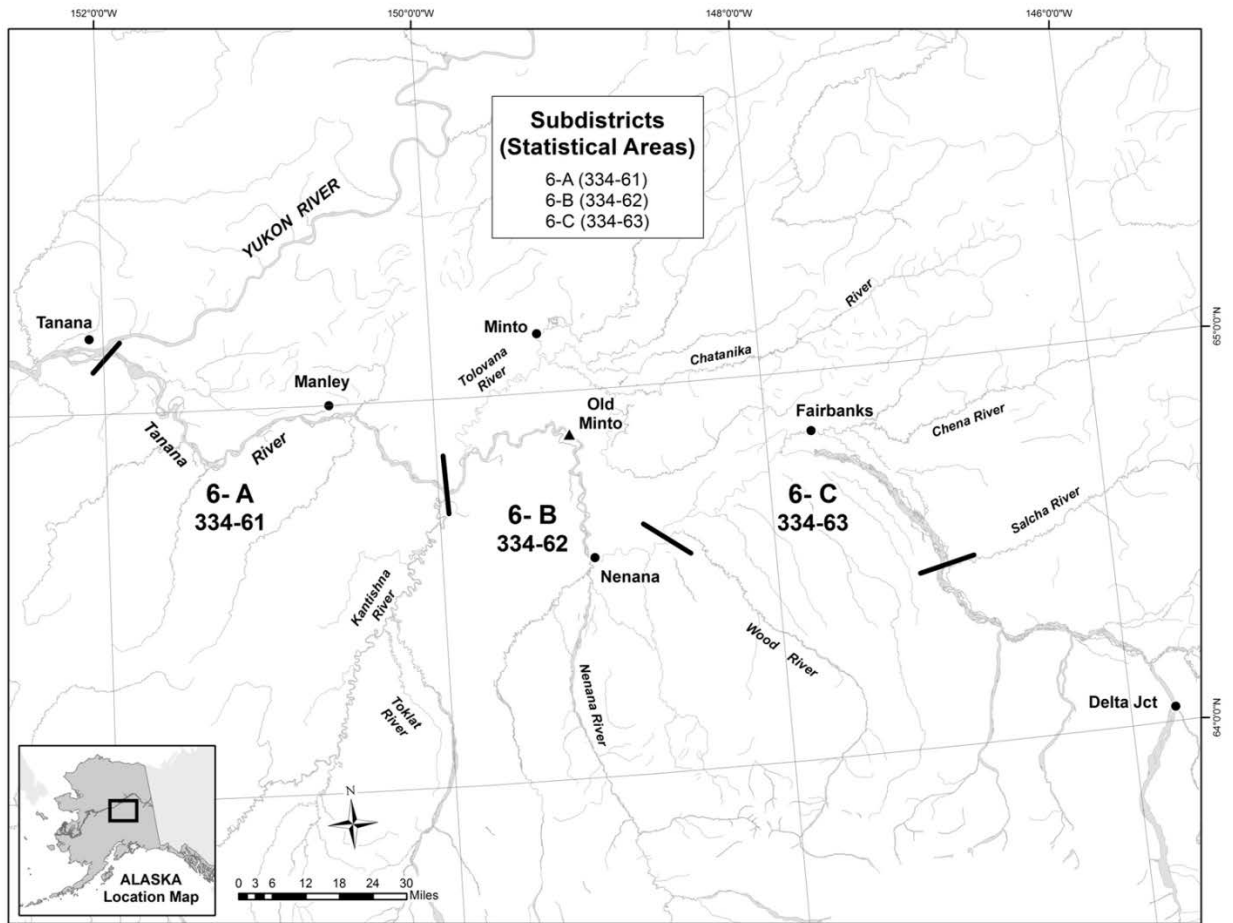 152°0'0"W
150°0'0"W
148°0'0"W
146°0'0"W
Subdistricts
(Statistical Areas)
6-A (334-61)
6-B (334-62)
6-C (334-63)
YUKON RIVER
Tanana
Minto
Tolovana
River
Chatanika
River
65°0'0"N
Manley
Old
Minto
Fairbanks
Chena River
Tanana
River
6- A
334-61
6- B
334-62
6- C
334-63
Salcha River
Nenana
Kantishna
River
Wood River
Nenana River
Toklat
River
Delta Jct
64°0'0"N
N
ALASKA
Location Map
0 3 6 12 18 24 30
Miles